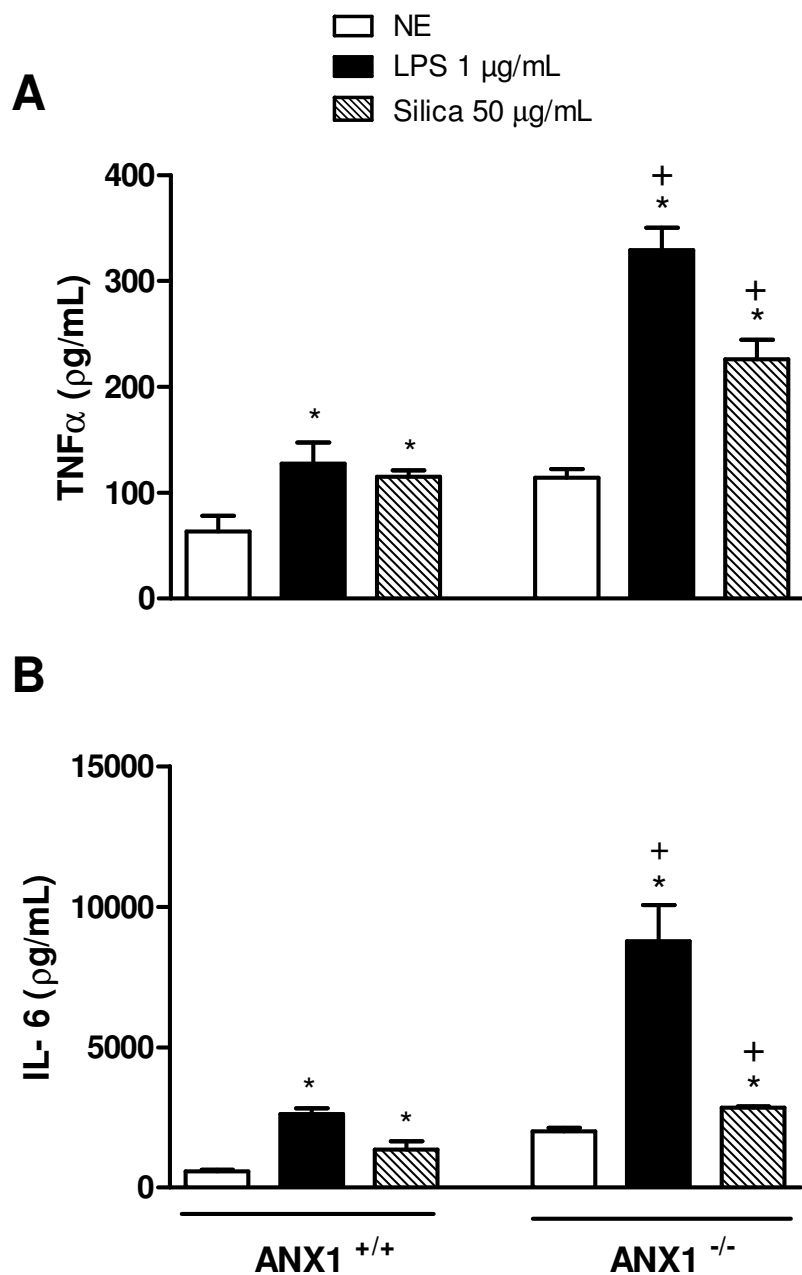 NE
LPS 1 μg/mL
Silica 50 μg/mL
A
400
300
200
100
0
TNFα (ρg/mL)
*
*
+
*
+
*
B
15000
10000
5000
0
IL- 6 (ρg/mL)
*
*
+
*
+
*
ANX1 +/+
ANX1 -/-